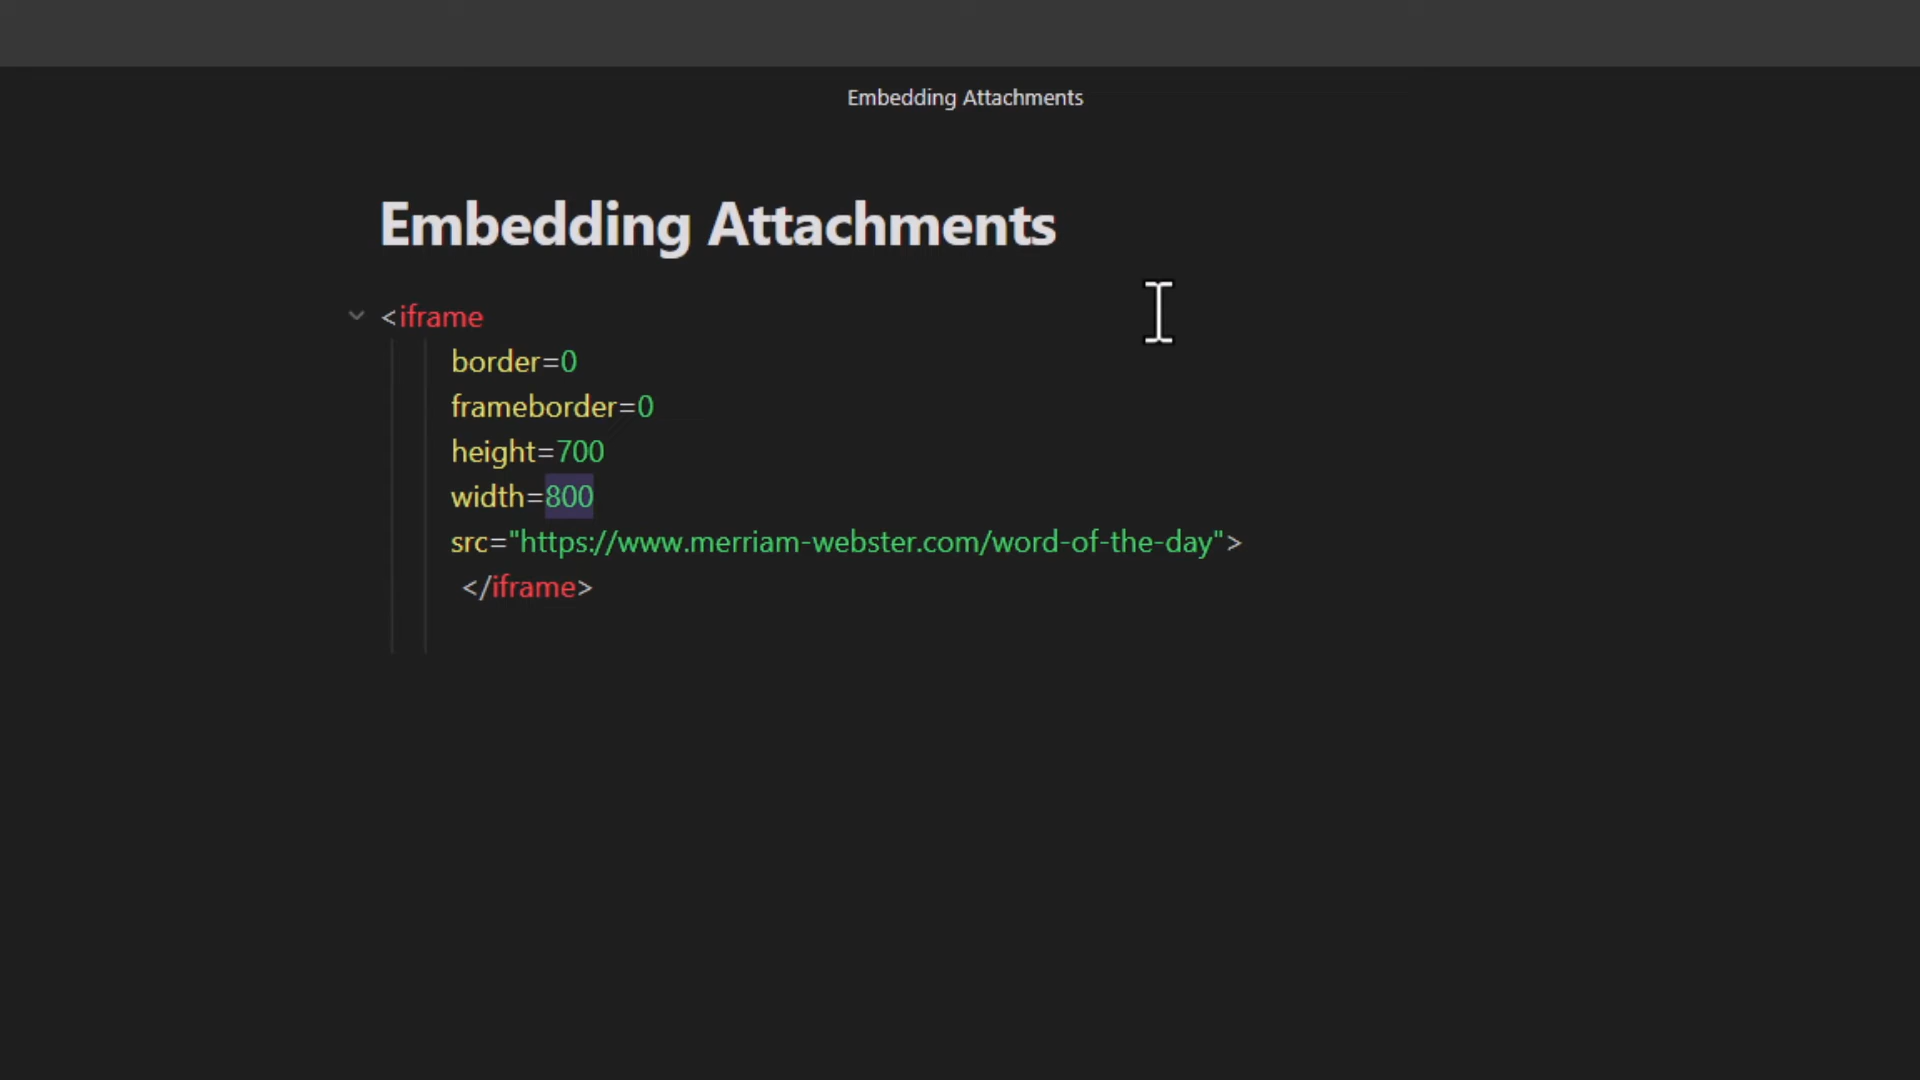 Embedding Attachments
Embedding Attachments
<iframe
border=0
frameborder=0
height=700
width=800
src="https://www.merriam-webster.com/word-of-the-day">
</iframe>